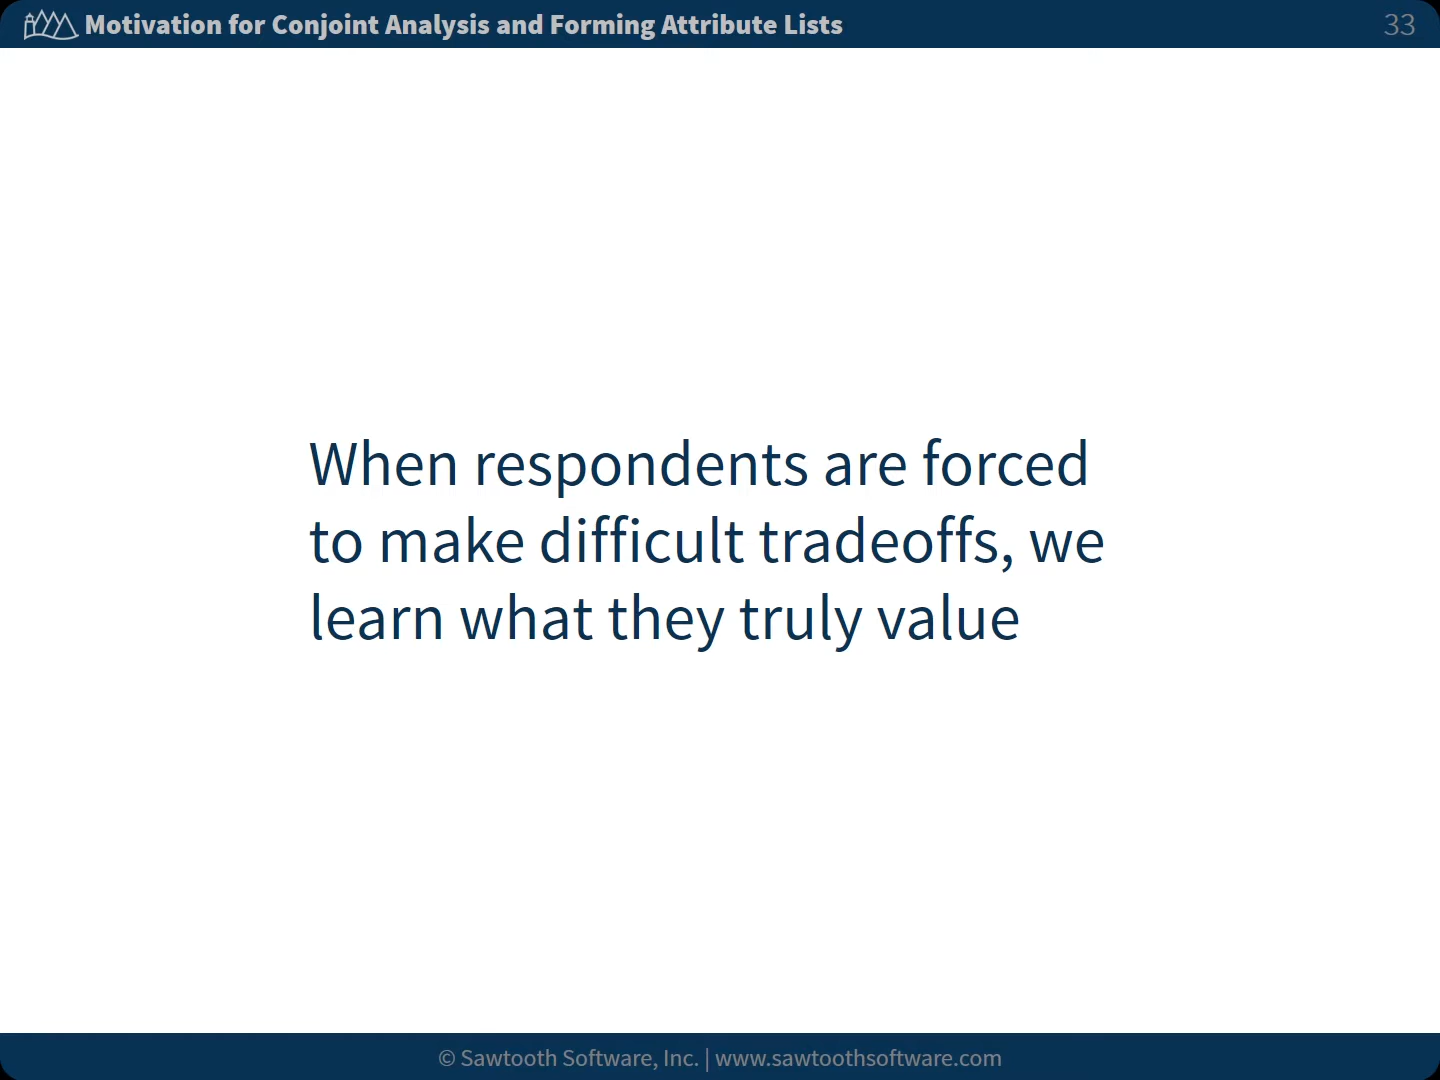 Motivation for Conjoint Analysis and Forming Attribute Lists
33
When respondents are forced
to make difficult tradeoffs, we
learn what they truly value
© Sawtooth Software, Inc. | www.sawtoothsoftware.com